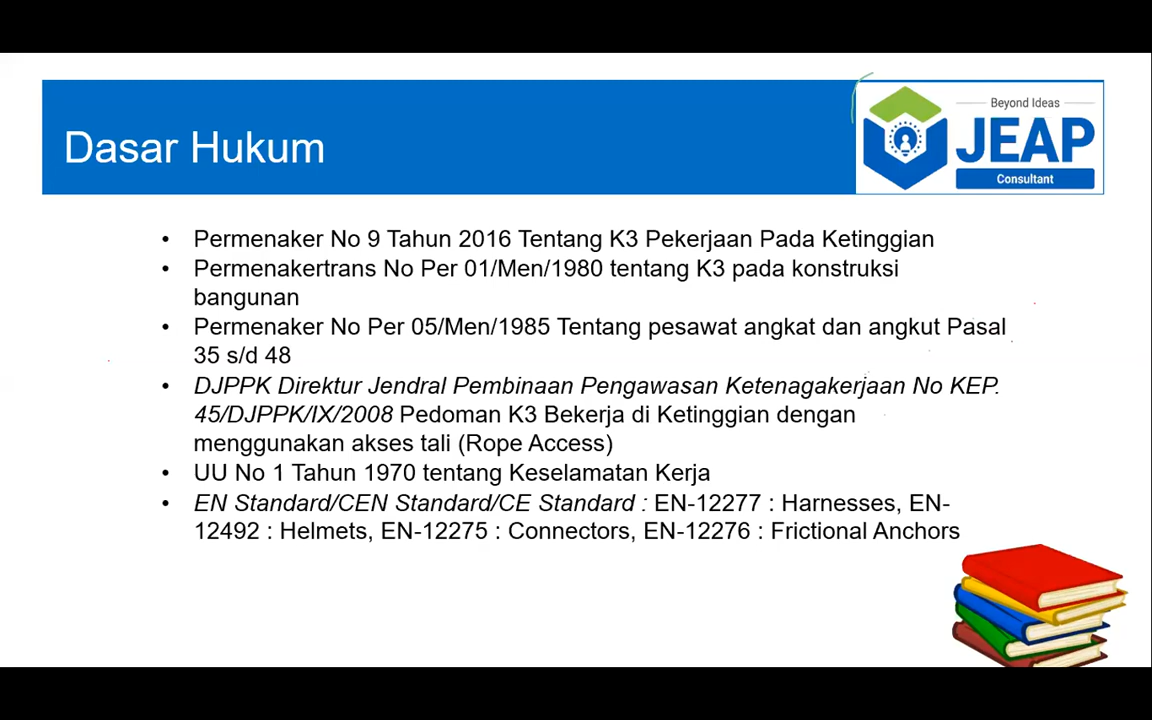 Beyond Ideas
JEAP
Consultant
Dasar Hukum
• Permenaker No 9 Tahun 2016 Tentang K3 Pekerjaan Pada Ketinggian
• Permenakertrans No Per 01/Men/1980 tentang K3 pada konstruksi
bangunan
• Permenaker No Per 05/Men/1985 Tentang pesawat angkat dan angkut Pasal
35 s/d 48
• DJPPK Direktur Jendral Pembinaan Pengawasan Ketenagakerjaan No KEP.
45/DJPPK/IX/2008 Pedoman K3 Bekerja di Ketinggian dengan
menggunakan akses tali (Rope Access)
• UU No 1 Tahun 1970 tentang Keselamatan Kerja
• EN Standard/CEN Standard/CE Standard : EN-12277 : Harnesses, EN-
12492 : Helmets, EN-12275 : Connectors, EN-12276 : Frictional Anchors